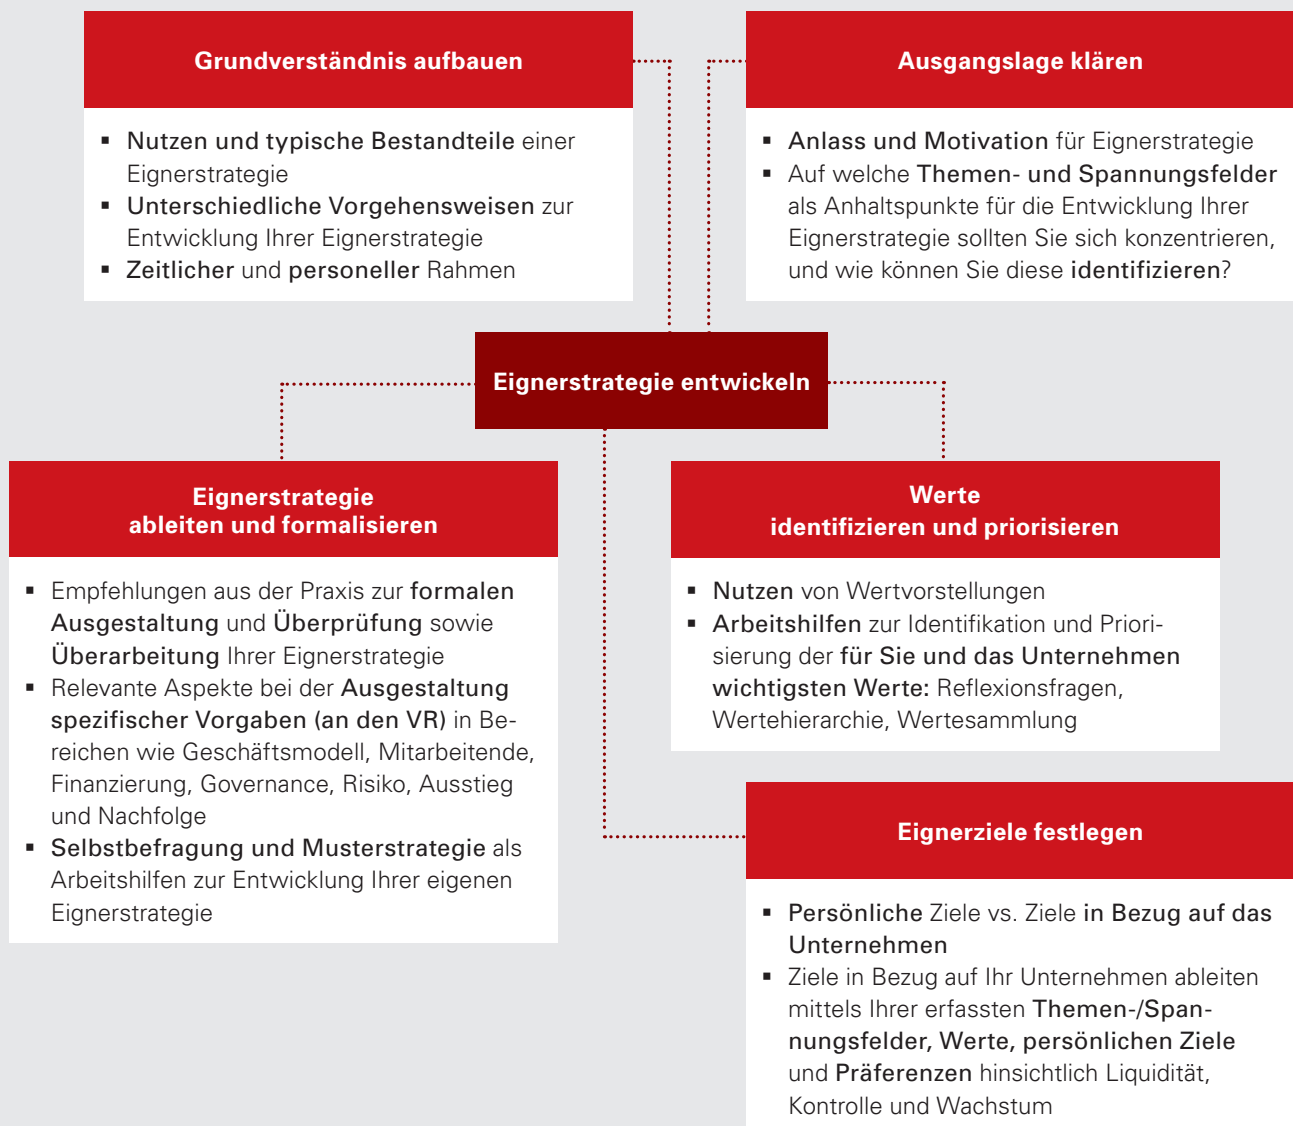 Grundverständnis aufbauen
▪ Nutzen und typische Bestandteile einer
Eignerstrategie
▪ Unterschiedliche Vorgehensweisen zur
Entwicklung Ihrer Eignerstrategie
▪ Zeitlicher und personeller Rahmen
Ausgangslage klären
▪ Anlass und Motivation für Eignerstrategie
▪ Auf welche Themen- und Spannungsfelder
als Anhaltspunkte für die Entwicklung Ihrer
Eignerstrategie sollten Sie sich konzentrieren,
und wie können Sie diese identifizieren?
Eignerstrategie entwickeln
Eignerstrategie
ableiten und formalisieren
▪ Empfehlungen aus der Praxis zur formalen
Ausgestaltung und Überprüfung sowie
Überarbeitung Ihrer Eignerstrategie
▪ Relevante Aspekte bei der Ausgestaltung
spezifischer Vorgaben (an den VR) in Be-
reichen wie Geschäftsmodell, Mitarbeitende,
Finanzierung, Governance, Risiko, Ausstieg
und Nachfolge
▪ Selbstbefragung und Musterstrategie als
Arbeitshilfen zur Entwicklung Ihrer eigenen
Eignerstrategie
Werte
identifizieren und priorisieren
▪ Nutzen von Wertvorstellungen
▪ Arbeitshilfen zur Identifikation und Priori-
sierung der für Sie und das Unternehmen
wichtigsten Werte: Reflexionsfragen,
Wertehierarchie, Wertesammlung
Eignerziele festlegen
▪ Persönliche Ziele vs. Ziele in Bezug auf das
Unternehmen
▪ Ziele in Bezug auf Ihr Unternehmen ableiten
mittels Ihrer erfassten Themen-/Span-
nungsfelder, Werte, persönlichen Ziele
und Präferenzen hinsichtlich Liquidität,
Kontrolle und Wachstum